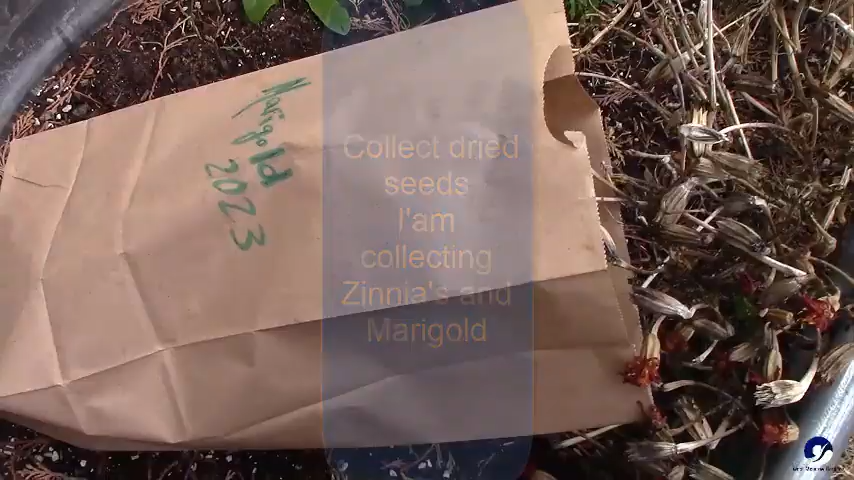 Marigold
2023
Collect dried
seeds
I'am
collecting
Zinnia's and
Marigold